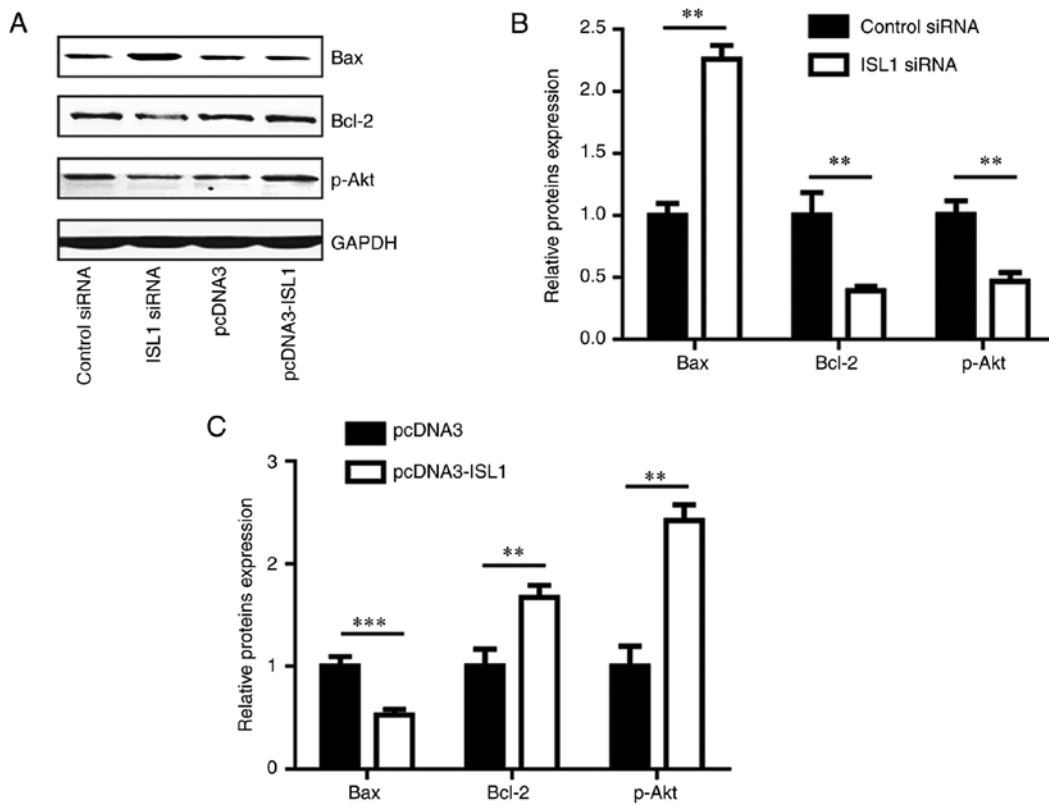 A
Bax
Bcl-2
p-Akt
GAPDH
Control siRNA
ISL1 siRNA
pcDNA3
pcDNA3-ISL1
B
Control siRNA
ISL1 siRNA
Relative proteins expression
2.5
2.0
1.5
1.0
0.5
0.0
**
**
**
Bax
Bcl-2
p-Akt
C
pcDNA3
pcDNA3-ISL1
Relative proteins expression
3
2
1
0
***
**
**
Bax
Bcl-2
p-Akt